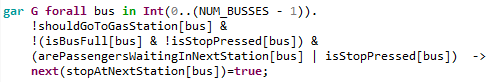 gar G forall bus in Int(0..(NUM_BUSSES - 1)).
!shouldGoToGasStation[bus] &
!(isBusFull[bus] & !isStopPressed[bus]) &
(arePassengersWaitingInNextStation[bus] | isStopPressed[bus])  ->
next(stopAtNextStation[bus])=true;